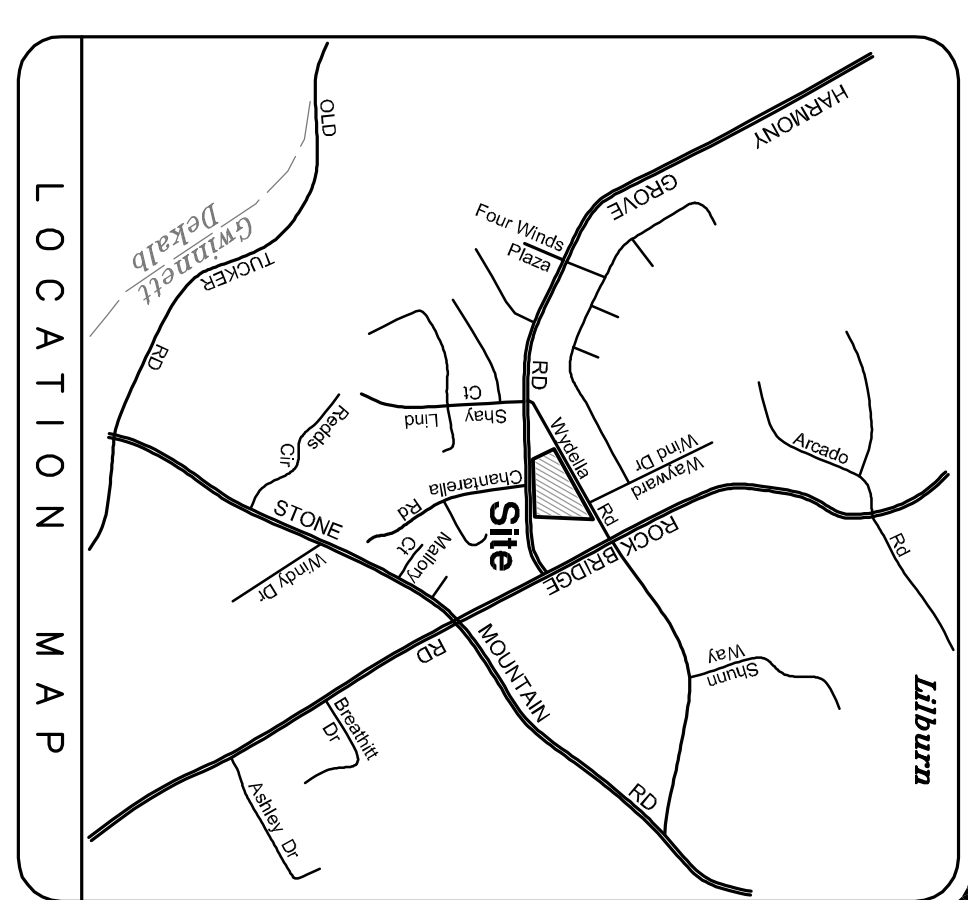 LOCATION MAP
OLD
TUCKER
RD
Gwinnett
Dekalb
HARMONY
GROVE
RD
Four Winds
Plaza
Shay
Ct
Lind
Redds
Cir
Wydella
Rd
Wind Dr
Wayward
Arcado
Rd
Chantarella
Rd
Site
Mallory
Ct
STONE
MOUNTAIN
RD
Windy Dr
ROCKBRIDGE
RD
Shunn
Way
Lilburn
Breathitt
Dr
Ashley Dr